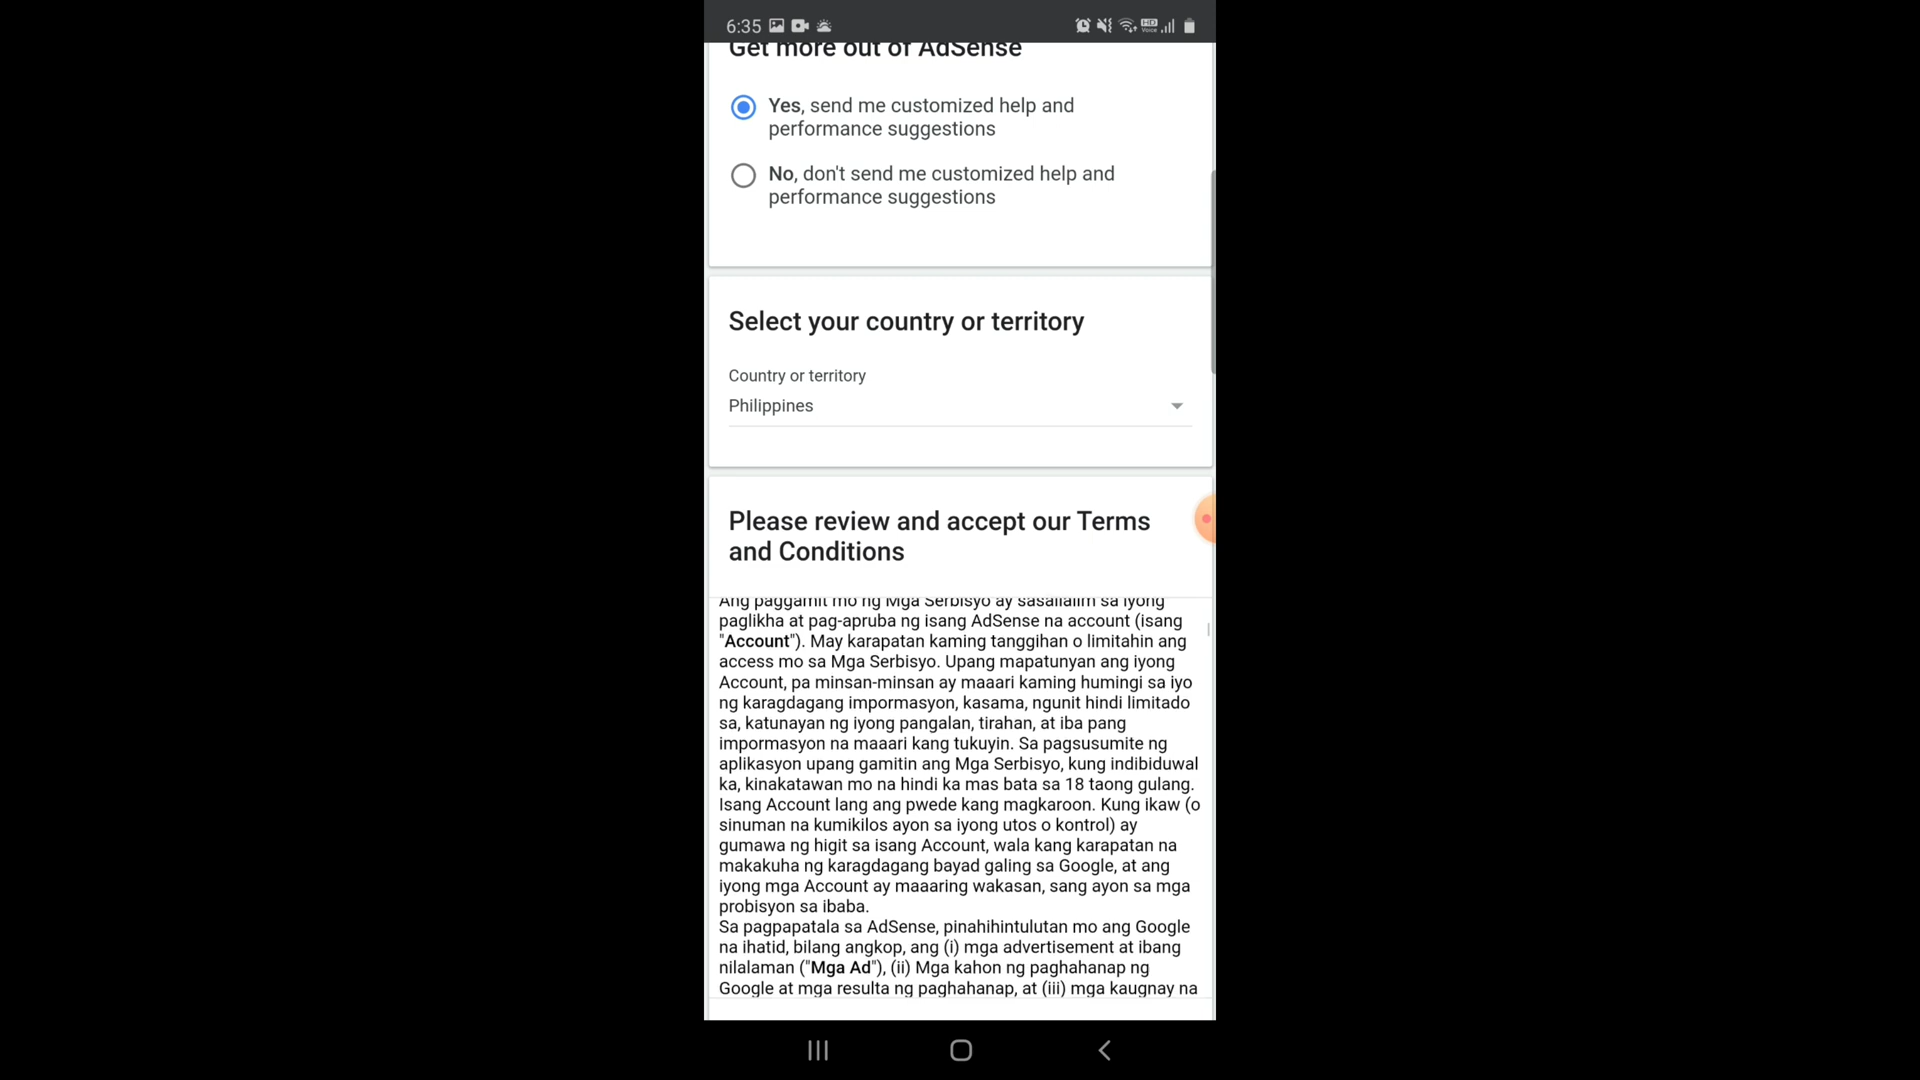 6:35
Get more out of AdSense
Yes, send me customized help and
performance suggestions
No, don't send me customized help and
performance suggestions
Select your country or territory
Country or territory
Philippines
Please review and accept our Terms
and Conditions
Ang paggamit mo ng Mga Serbisyo ay sasailalim sa iyong
paglikha at pag-apruba ng isang AdSense na account (isang
"Account"). May karapatan kaming tanggihan o limitahin ang
access mo sa Mga Serbisyo. Upang mapatunyan ang iyong
Account, pa minsan-minsan ay maaari kaming humingi sa iyo
ng karagdagang impormasyon, kasama, ngunit hindi limitado
sa, katunayan ng iyong pangalan, tirahan, at iba pang
impormasyon na maaari kang tukuyin. Sa pagsusumite ng
aplikasyon upang gamitin ang Mga Serbisyo, kung indibiduwal
ka, kinakatawan mo na hindi ka mas bata sa 18 taong gulang.
Isang Account lang ang pwede kang magkaroon. Kung ikaw (o
sinuman na kumikilos ayon sa iyong utos o kontrol) ay
gumawa ng higit sa isang Account, wala kang karapatan na
makakuha ng karagdagang bayad galing sa Google, at ang
iyong mga Account ay maaaring wakasan, sang ayon sa mga
probisyon sa ibaba.
Sa pagpapatala sa AdSense, pinahihintulutan mo ang Google
na ihatid, bilang angkop, ang (i) mga advertisement at ibang
nilalaman ("Mga Ad"), (ii) Mga kahon ng paghahanap ng
Google at mga resulta ng paghahanap, at (iii) mga kaugnay na